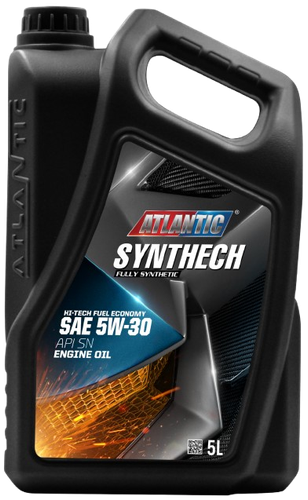 ATLANTIC
ATLANTIC®
SYNTHECH
FULLY SYNTHETIC
HI-TECH FUEL ECONOMY
SAE 5W-30
API SN
ENGINE OIL
5L